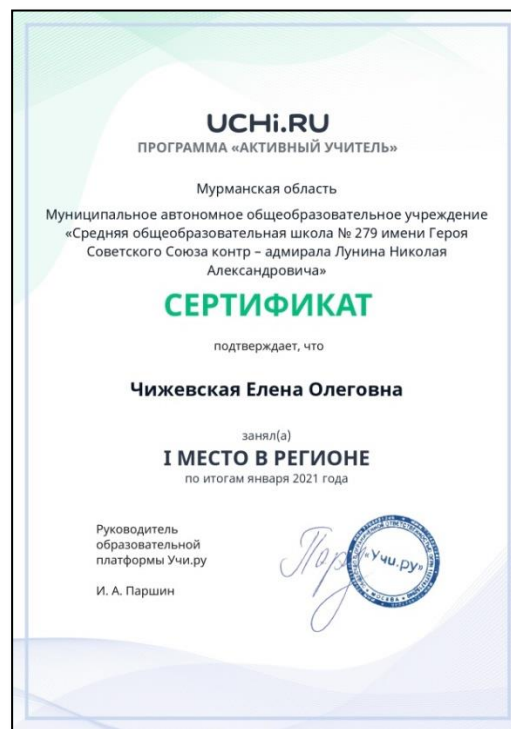 UCHi.RU
ПРОГРАММА «АКТИВНЫЙ УЧИТЕЛЬ»
Мурманская область
Муниципальное автономное общеобразовательное учреждение
«Средняя общеобразовательная школа № 279 имени Героя
Советского Союза контр – адмирала Лунина Николая
Александровича»
СЕРТИФИКАТ
подтверждает, что
Чижевская Елена Олеговна
занял(а)
I МЕСТО В РЕГИОНЕ
по итогам января 2021 года
Руководитель
образовательной
платформы Учи.ру
И. А. Паршин
«Учи.ру»
МОСКВА